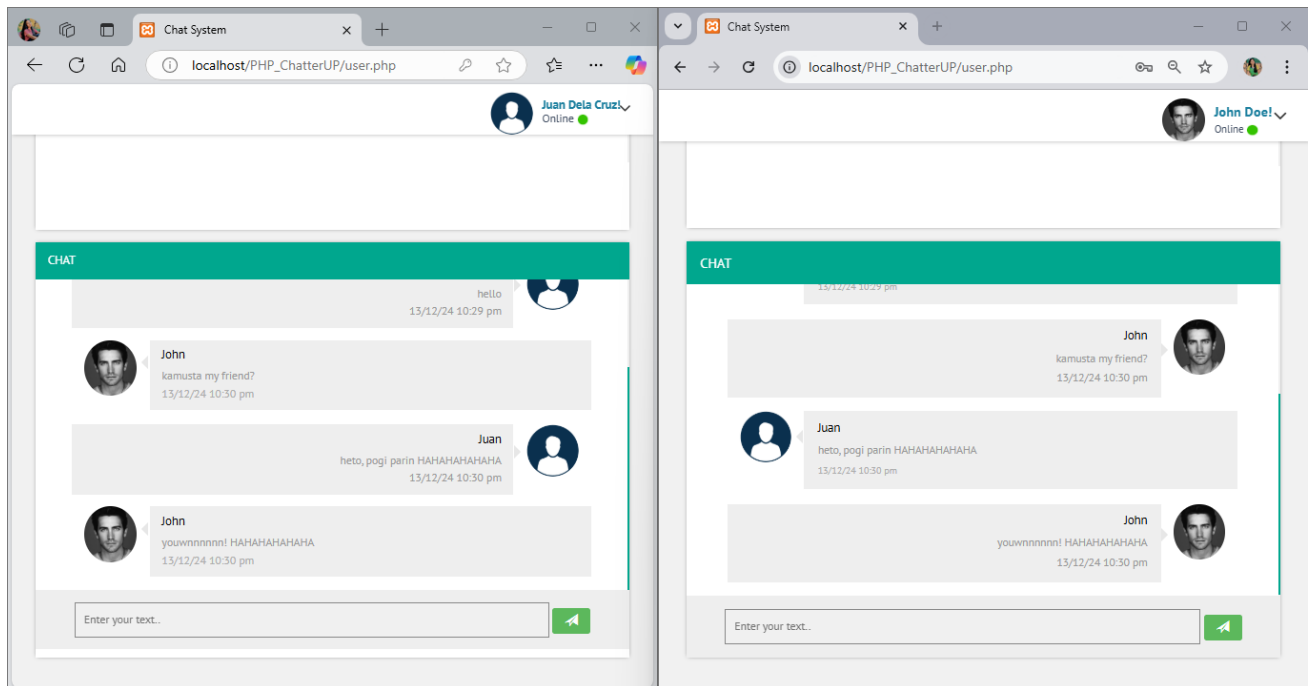 Chat System
localhost/PHP_ChatterUP/user.php
Juan Dela Cruz!
Online
CHAT
hello
13/12/24 10:29 pm
John
kamusta my friend?
13/12/24 10:30 pm
Juan
heto, pogi parin HAHAHAHAHAHA
13/12/24 10:30 pm
John
youwnnnnnn! HAHAHAHAHAHA
13/12/24 10:30 pm
Enter your text..
Chat System
localhost/PHP_ChatterUP/user.php
John Doe!
Online
CHAT
13/12/24 10:29 pm
John
kamusta my friend?
13/12/24 10:30 pm
Juan
heto, pogi parin HAHAHAHAHAHA
13/12/24 10:30 pm
John
youwnnnnnn! HAHAHAHAHAHA
13/12/24 10:30 pm
Enter your text..